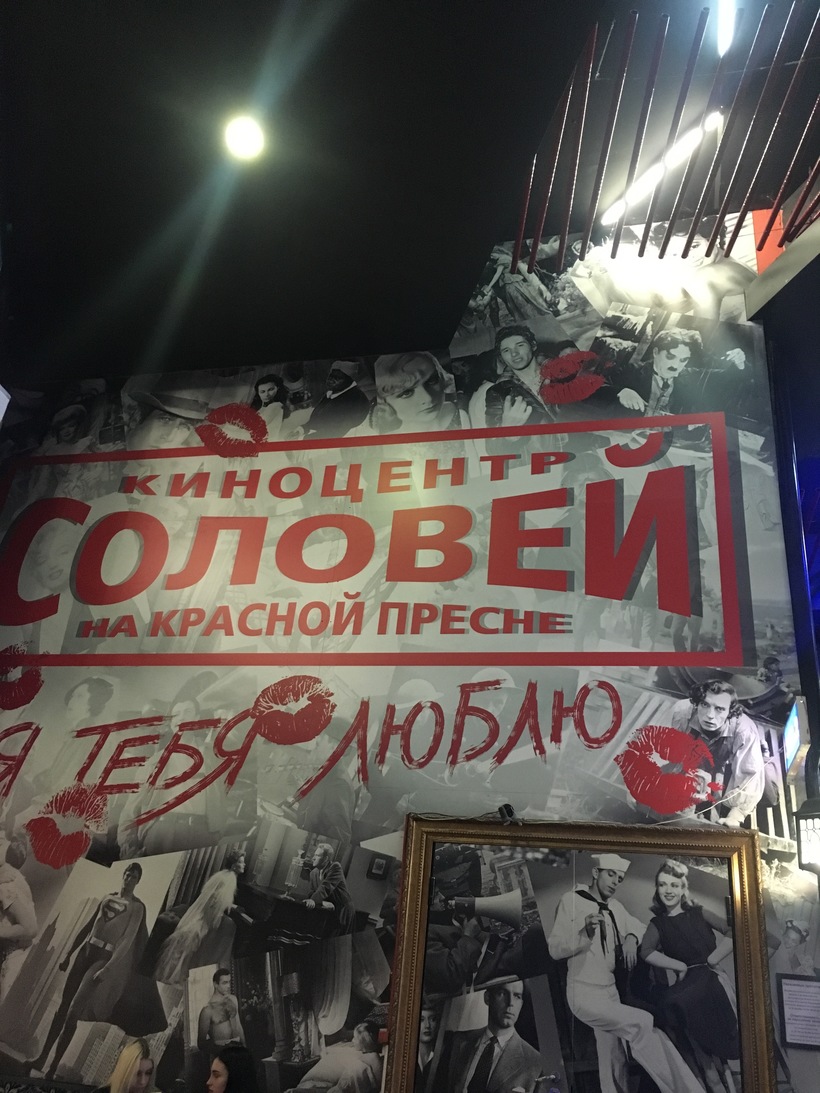 КИНОЦЕНТР
СОЛОВЕЙ
НА КРАСНОЙ ПРЕСНЕ
Я ТЕБЯ ЛЮБЛЮ